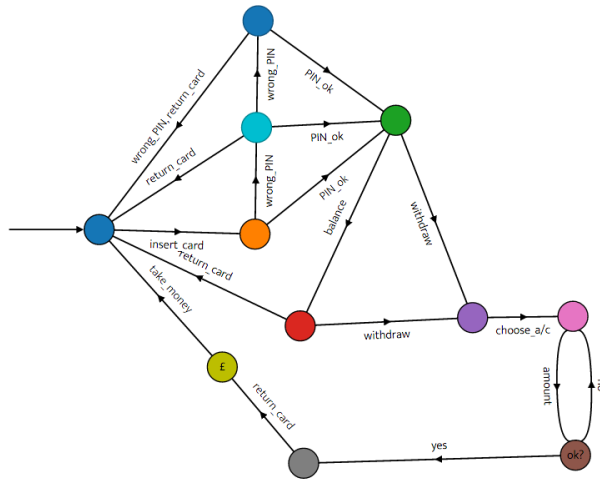 wrong_PIN
PIN_ok
wrong_PIN, return_card
PIN_ok
return_card
wrong_PIN
PIN_ok
balance
withdraw
insert_card
return_card
take_money
withdraw
choose_a/c
£
amount
return_card
yes
ok?